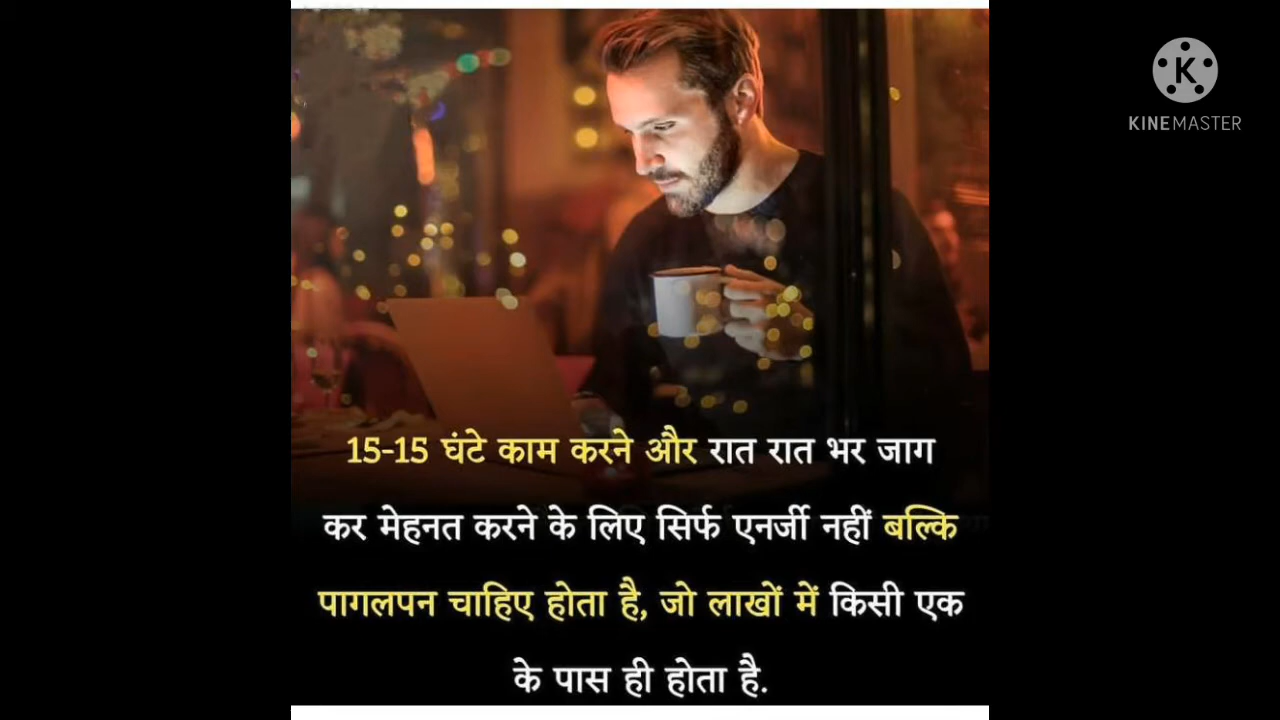 K
KINEMASTER
15-15 घंटे काम करने और रात रात भर जाग
कर मेहनत करने के लिए सिर्फ एनर्जी नहीं बल्कि
पागलपन चाहिए होता है, जो लाखों में किसी एक
के पास ही होता है.